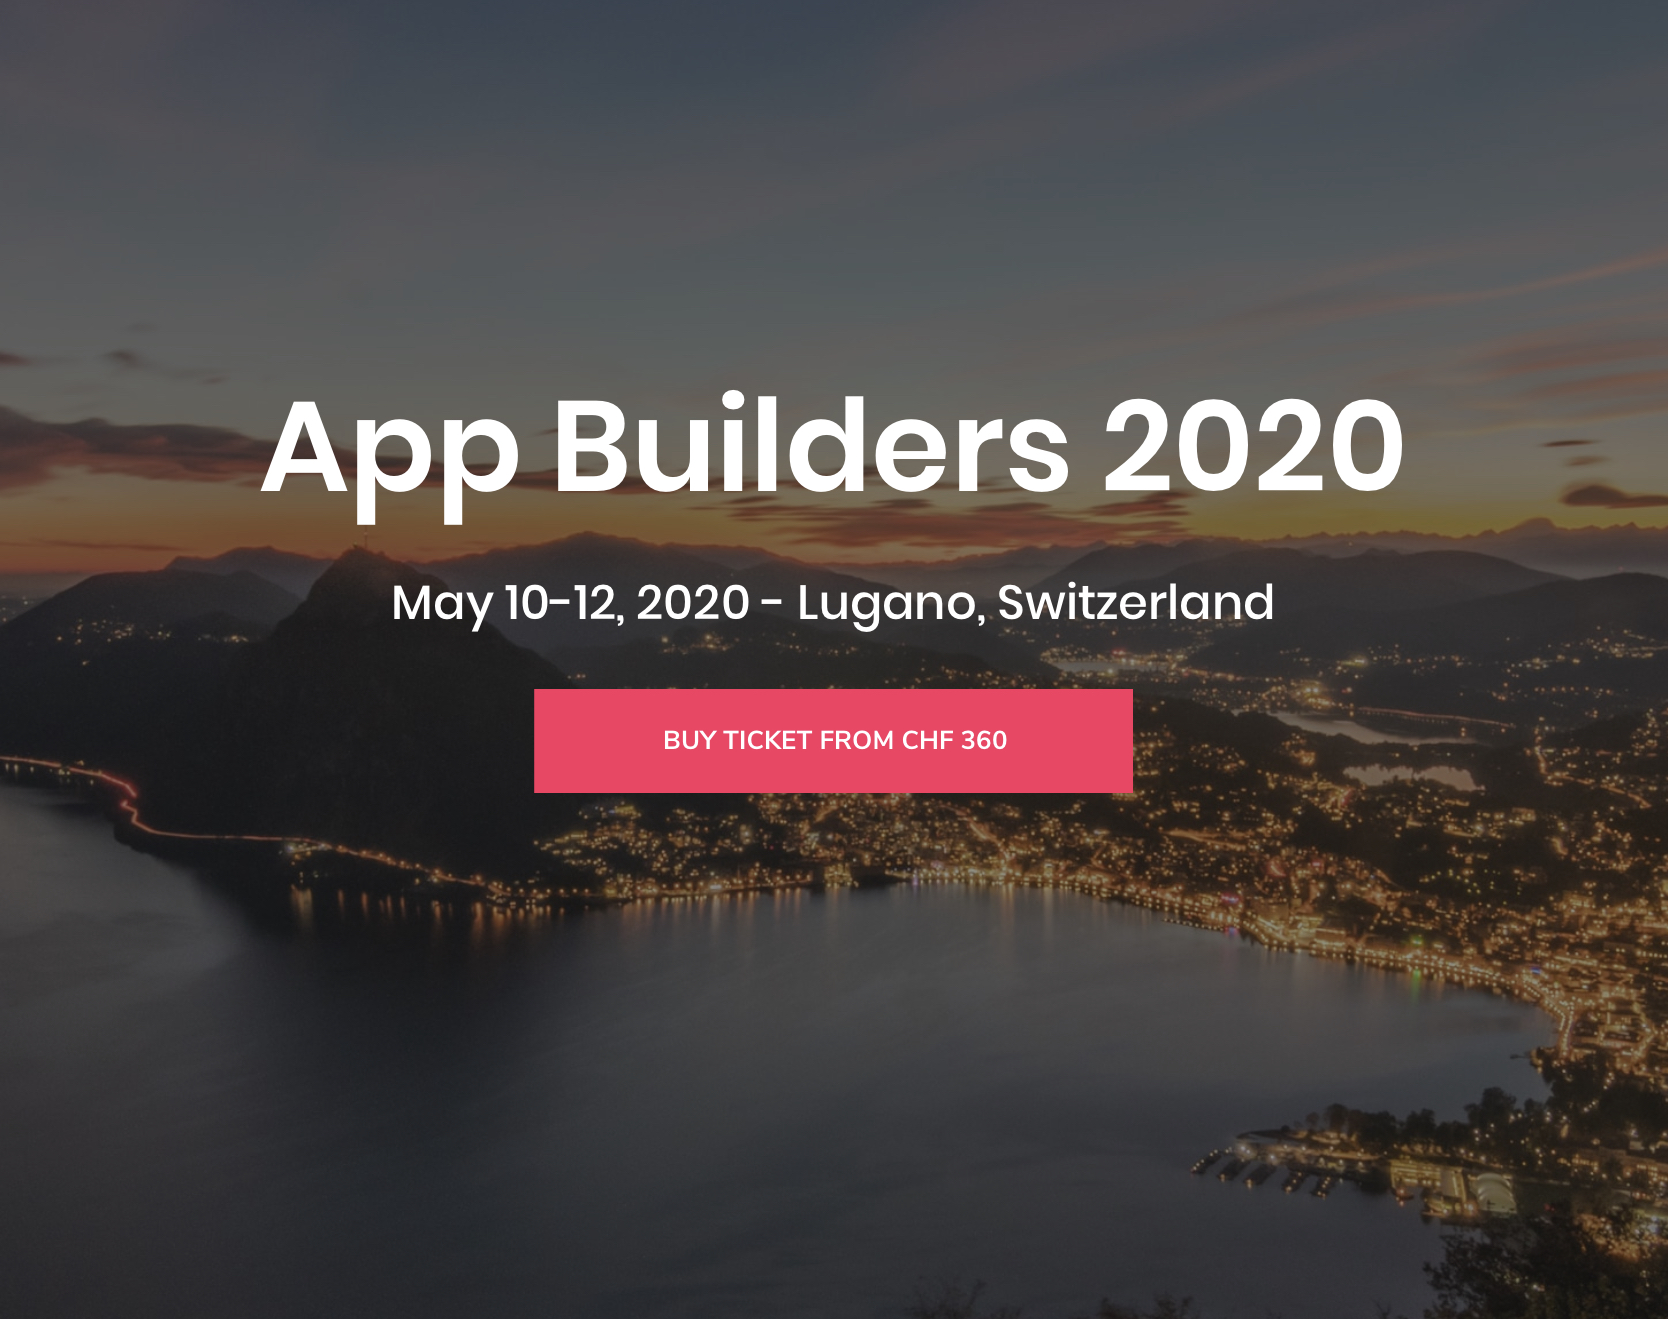 App Builders 2020
May 10-12, 2020 - Lugano, Switzerland
BUY TICKET FROM CHF 360